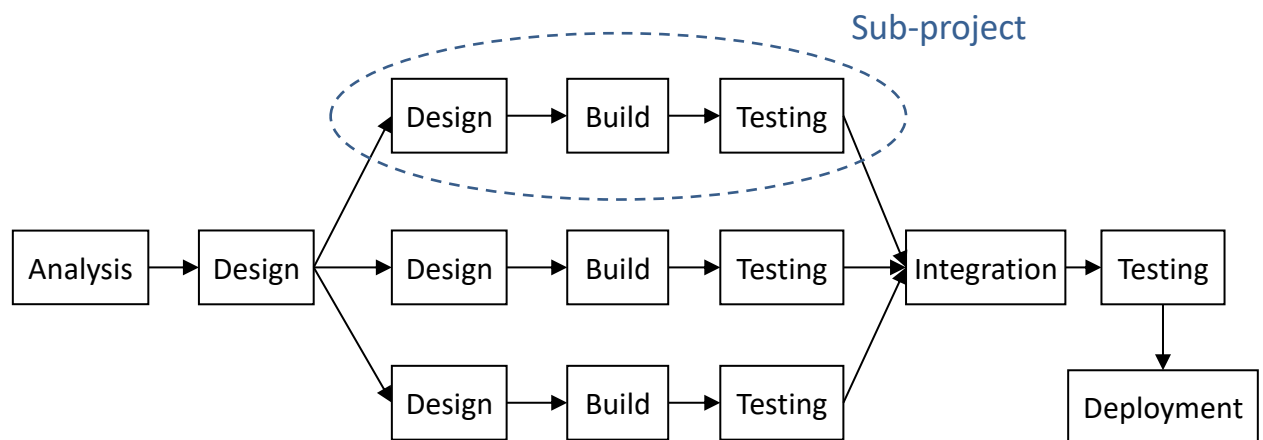 Sub-project
Design
Build
Testing
Analysis
Design
Design
Build
Testing
Integration
Testing
Design
Build
Testing
Deployment